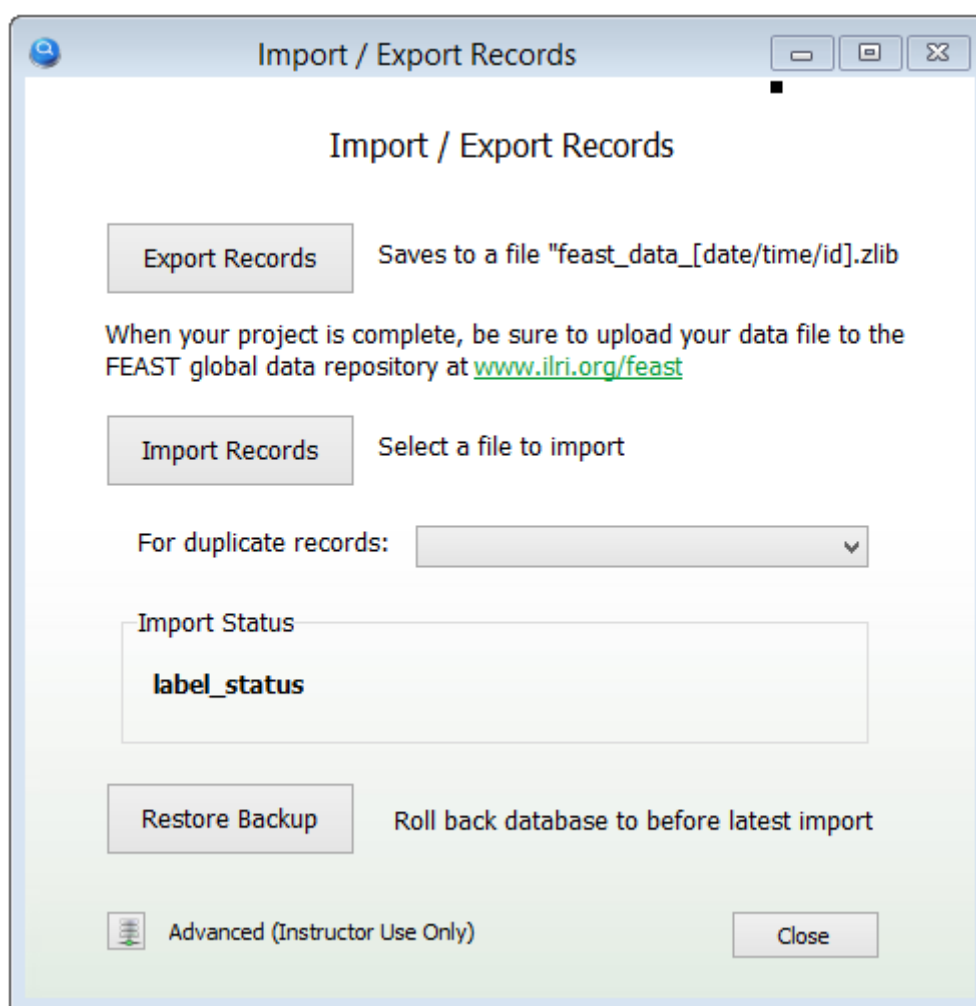 Import / Export Records
Import / Export Records
Export Records Saves to a file "feast_data_[date/time/id].zlib
When your project is complete, be sure to upload your data file to the
FEAST global data repository at www.ilri.org/feast
Import Records Select a file to import
For duplicate records:
Import Status
label_status
Restore Backup Roll back database to before latest import
Advanced (Instructor Use Only) Close